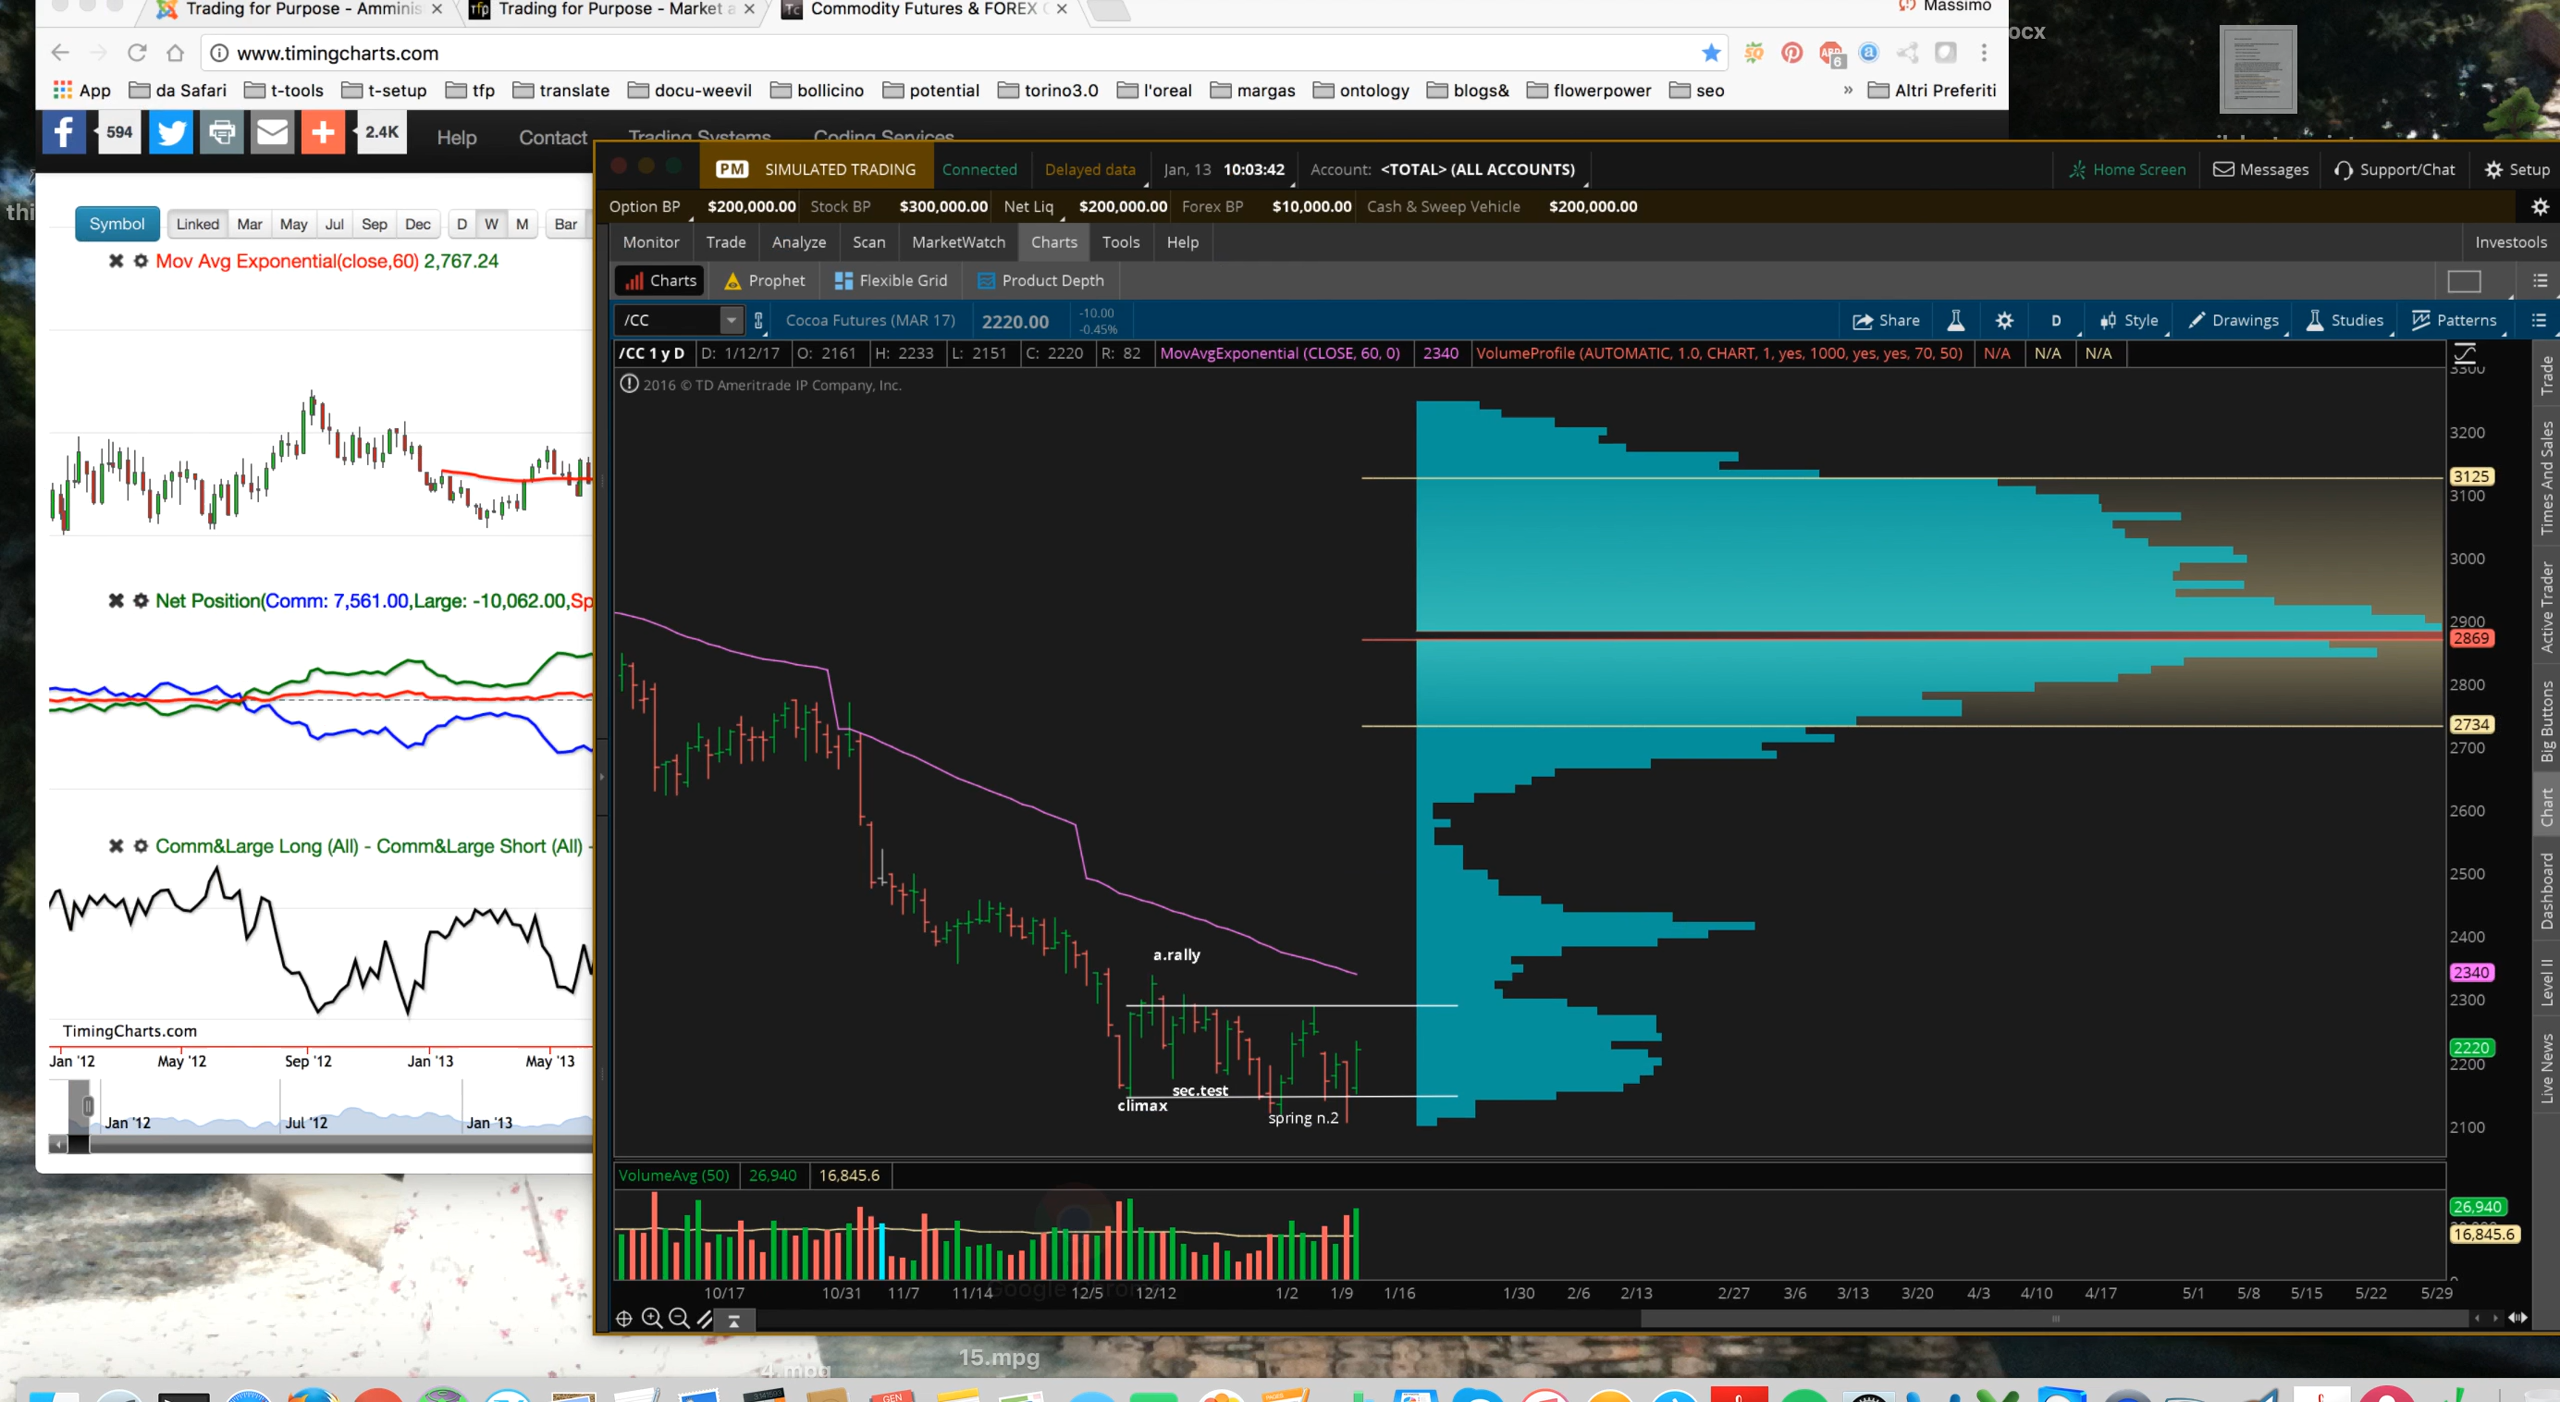 Trading for Purpose - Amminis
Trading for Purpose - Market a
Commodity Futures & FOREX
Massimo
www.timingcharts.com
App da Safari t-tools t-setup tfp translate docu-weevil bollicino potential torino3.0 l'oreal margas ontology blogs& flowerpower seo » Altri Preferiti
594 2.4K Help Contact Trading Systems Coding Services
Symbol Linked Mar May Jul Sep Dec D W M Bar
Mov Avg Exponential(close,60) 2,767.24
Net Position(Comm: 7,561.00,Large: -10,062.00,Sp
Comm&Large Long (All) - Comm&Large Short (All) -
TimingCharts.com
Jan '12 May '12 Sep '12 Jan '13 May '13
Jan '12 Jul '12 Jan '13
PM SIMULATED TRADING Connected Delayed data Jan, 13 10:03:42 Account: <TOTAL> (ALL ACCOUNTS) Home Screen Messages Support/Chat Setup
Option BP $200,000.00 Stock BP $300,000.00 Net Liq $200,000.00 Forex BP $10,000.00 Cash & Sweep Vehicle $200,000.00
Monitor Trade Analyze Scan MarketWatch Charts Tools Help Investools
Charts Prophet Flexible Grid Product Depth
/CC Cocoa Futures (MAR 17) 2220.00 -10.00 -0.45% Share D Style Drawings Studies Patterns
/CC 1 y D D: 1/12/17 O: 2161 H: 2233 L: 2151 C: 2220 R: 82 MovAvgExponential (CLOSE, 60, 0) 2340 VolumeProfile (AUTOMATIC, 1.0, CHART, 1, yes, 1000, yes, yes, 70, 50) N/A N/A N/A
2016 © TD Ameritrade IP Company, Inc.
3300
3200
3125
3100
3000
2900
2869
2800
2734
2700
2600
2500
2400
2340
2300
2220
2200
2100
a.rally
sec.test
climax
spring n.2
VolumeAvg (50) 26,940 16,845.6
26,940
16,845.6
10/17 10/31 11/7 11/14 12/5 12/12 1/2 1/9 1/16 1/30 2/6 2/13 2/27 3/6 3/13 3/20 4/3 4/10 4/17 5/1 5/8 5/15 5/22 5/29
Trade
Times And Sales
Active Trader
Big Buttons
Chart
Dashboard
Level II
Live News
ocx
thi
4.mpg
15.mpg